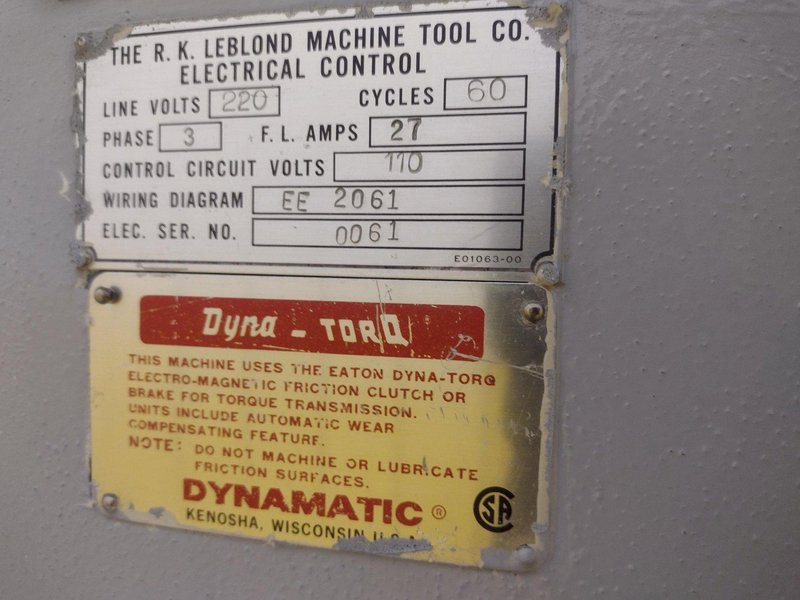 THE R. K. LEBLOND MACHINE TOOL CO.
ELECTRICAL CONTROL
LINE VOLTS 220 CYCLES 60
PHASE 3 F. L. AMPS 27
CONTROL CIRCUIT VOLTS 110
WIRING DIAGRAM EE 2061
ELEC. SER. NO. 0061
E01063-00
Dyna - TORQ
THIS MACHINE USES THE EATON DYNA-TORQ
ELECTRO-MAGNETIC FRICTION CLUTCH OR
BRAKE FOR TORQUE TRANSMISSION.
UNITS INCLUDE AUTOMATIC WEAR
COMPENSATING FEATURE.
NOTE: DO NOT MACHINE OR LUBRICATE
FRICTION SURFACES.
DYNAMATIC ®
KENOSHA, WISCONSIN U.S.A.
CSA